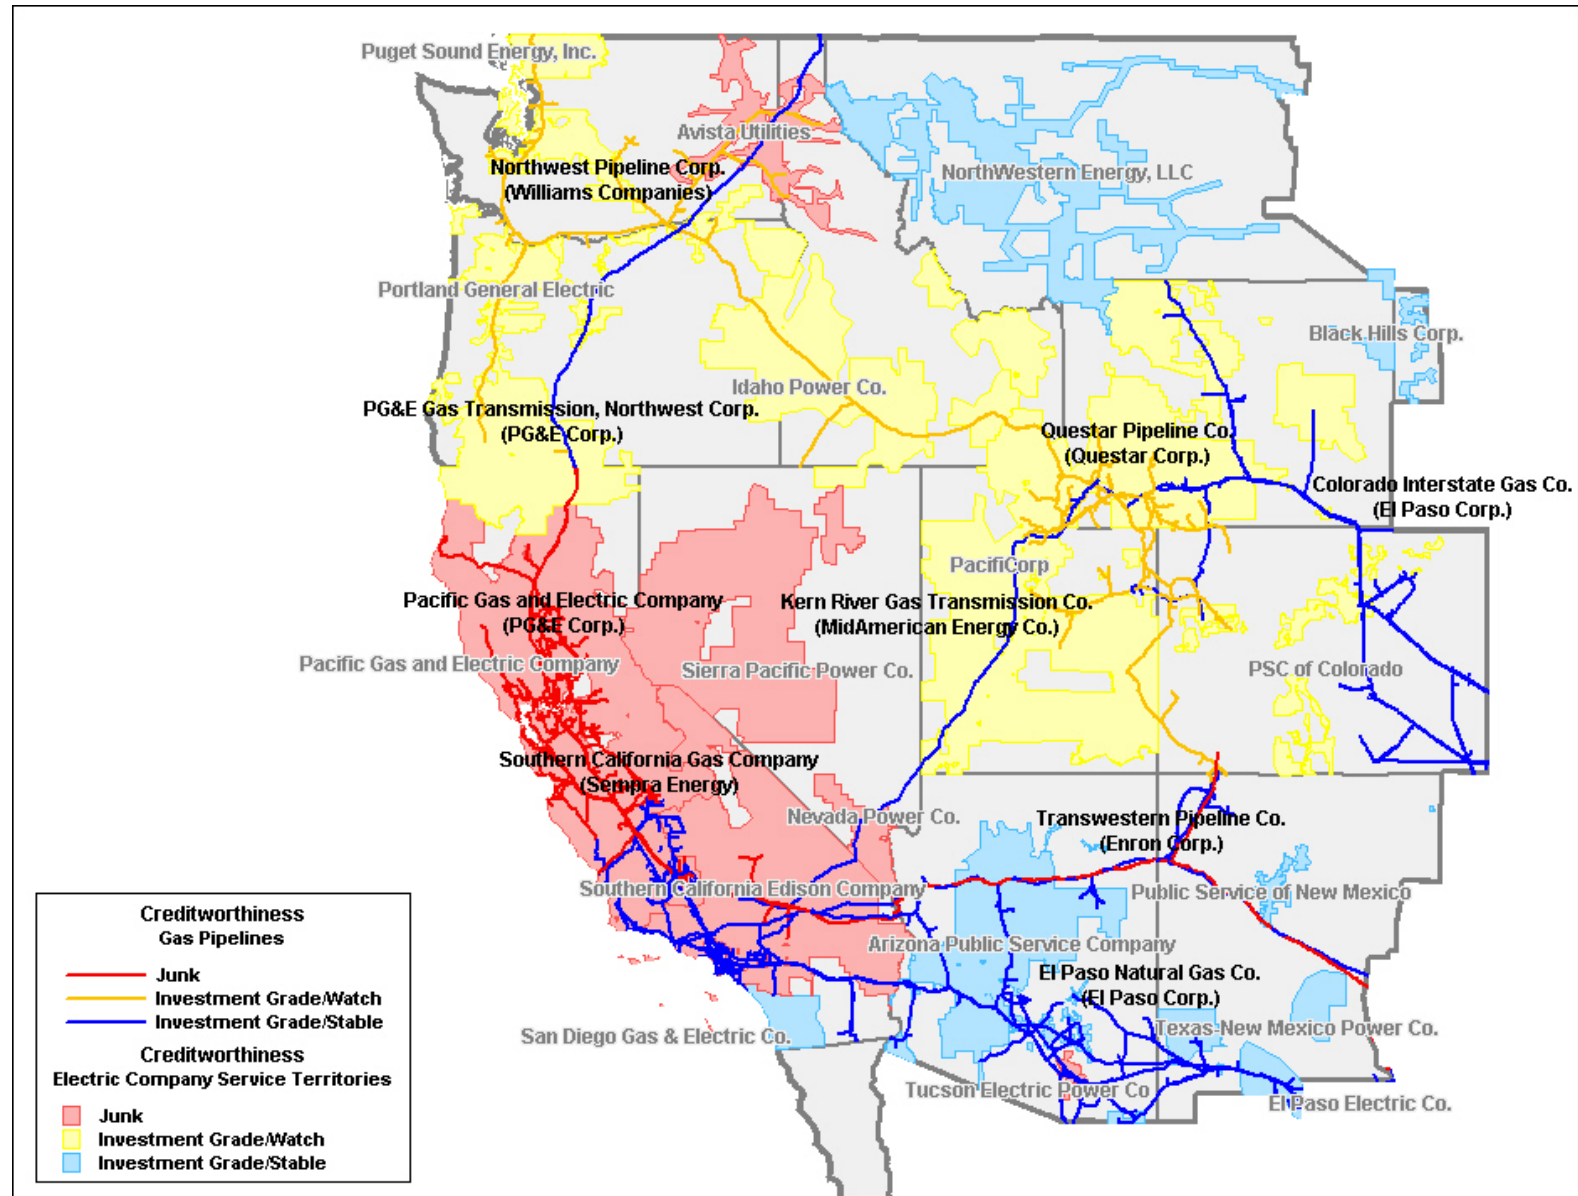 Puget Sound Energy, Inc.
Avista Utilities
Northwest Pipeline Corp.
(Williams Companies)
NorthWestern Energy, LLC
Portland General Electric
Black Hills Corp.
Idaho Power Co.
PG&E Gas Transmission, Northwest Corp.
(PG&E Corp.)
Questar Pipeline Co.
(Questar Corp.)
Colorado Interstate Gas Co.
(El Paso Corp.)
PacifiCorp
Pacific Gas and Electric Company
(PG&E Corp.)
Kern River Gas Transmission Co.
(MidAmerican Energy Co.)
Pacific Gas and Electric Company
Sierra Pacific Power Co.
PSC of Colorado
Southern California Gas Company
(Sempra Energy)
Nevada Power Co.
Transwestern Pipeline Co.
(Enron Corp.)
Southern California Edison Company
Public Service of New Mexico
Arizona Public Service Company
El Paso Natural Gas Co.
(El Paso Corp.)
San Diego Gas & Electric Co.
Texas New Mexico Power Co.
Tucson Electric Power Co
El Paso Electric Co.
Creditworthiness
Gas Pipelines
Junk
Investment Grade/Watch
Investment Grade/Stable
Creditworthiness
Electric Company Service Territories
Junk
Investment Grade/Watch
Investment Grade/Stable